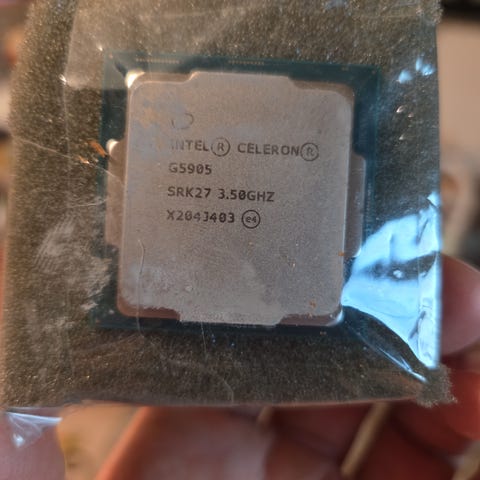 INTEL® CELERON®
G5905
SRK27 3.50GHZ
X204J403 e4